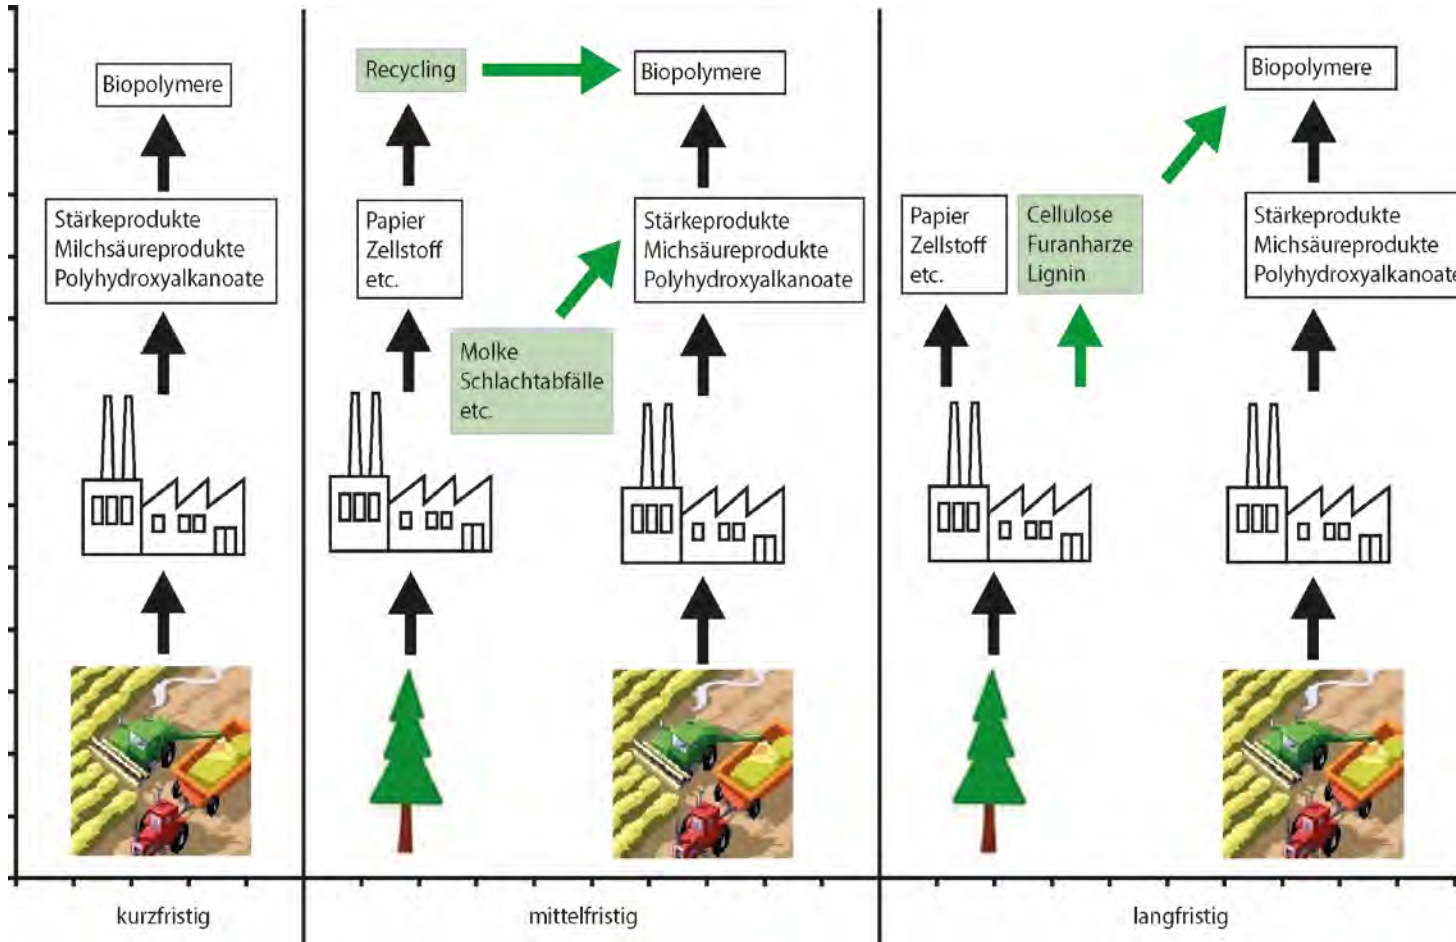 Biopolymere
Stärkeprodukte
Milchsäureprodukte
Polyhydroxyalkanoate
kurzfristig
Recycling
Biopolymere
Papier
Zellstoff
etc.
Stärkeprodukte
Michsäureprodukte
Polyhydroxyalkanoate
Molke
Schlachtabfälle
etc.
mittelfristig
Biopolymere
Papier
Zellstoff
etc.
Cellulose
Furanharze
Lignin
Stärkeprodukte
Michsäureprodukte
Polyhydroxyalkanoate
langfristig